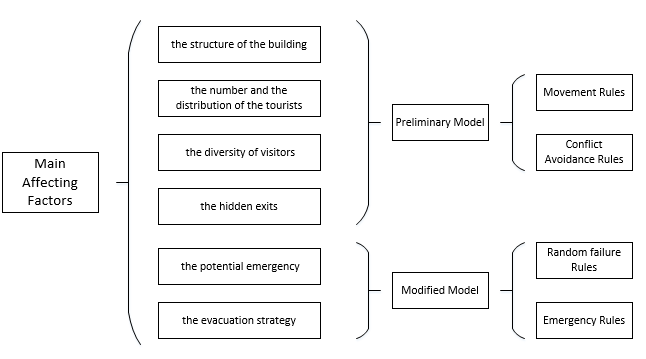 Main
Affecting
Factors
the structure of the building
the number and the
distribution of the tourists
the diversity of visitors
the hidden exits
the potential emergency
the evacuation strategy
Preliminary Model
Modified Model
Movement Rules
Conflict
Avoidance Rules
Random failure
Rules
Emergency Rules